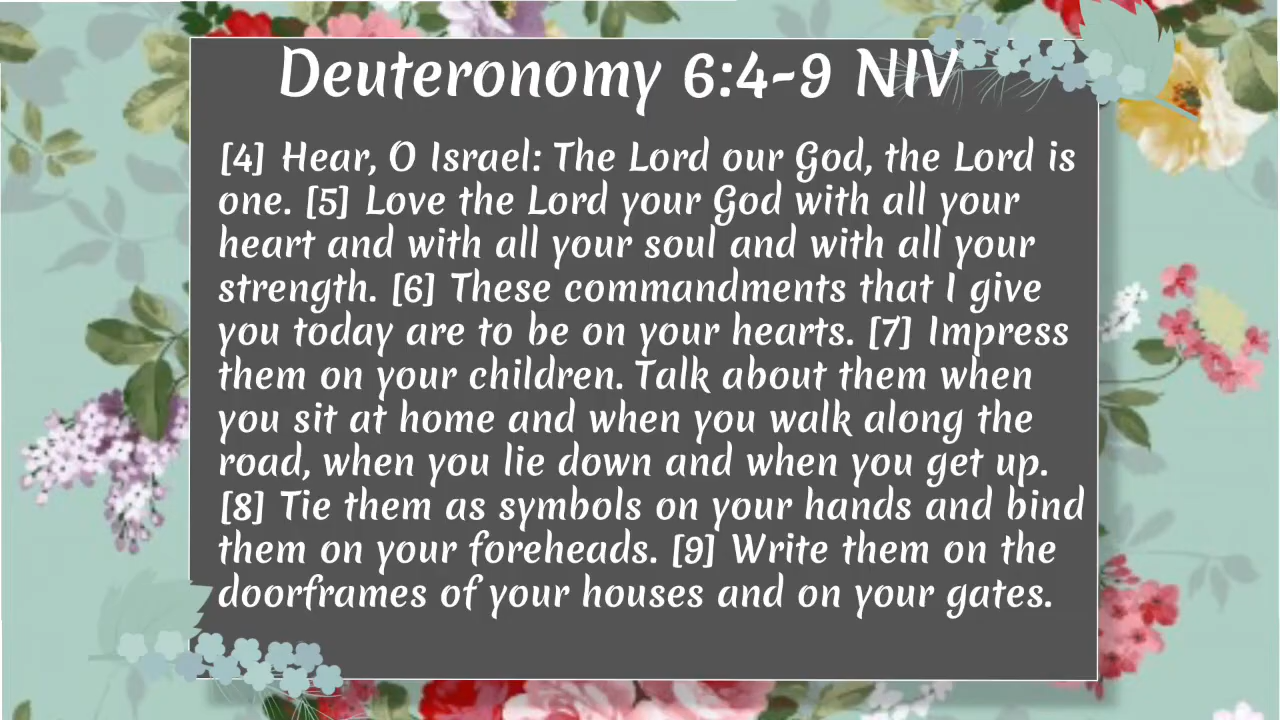 Deuteronomy 6:4-9 NIV
[4] Hear, O Israel: The Lord our God, the Lord is
one. [5] Love the Lord your God with all your
heart and with all your soul and with all your
strength. [6] These commandments that I give
you today are to be on your hearts. [7] Impress
them on your children. Talk about them when
you sit at home and when you walk along the
road, when you lie down and when you get up.
[8] Tie them as symbols on your hands and bind
them on your foreheads. [9] Write them on the
doorframes of your houses and on your gates.